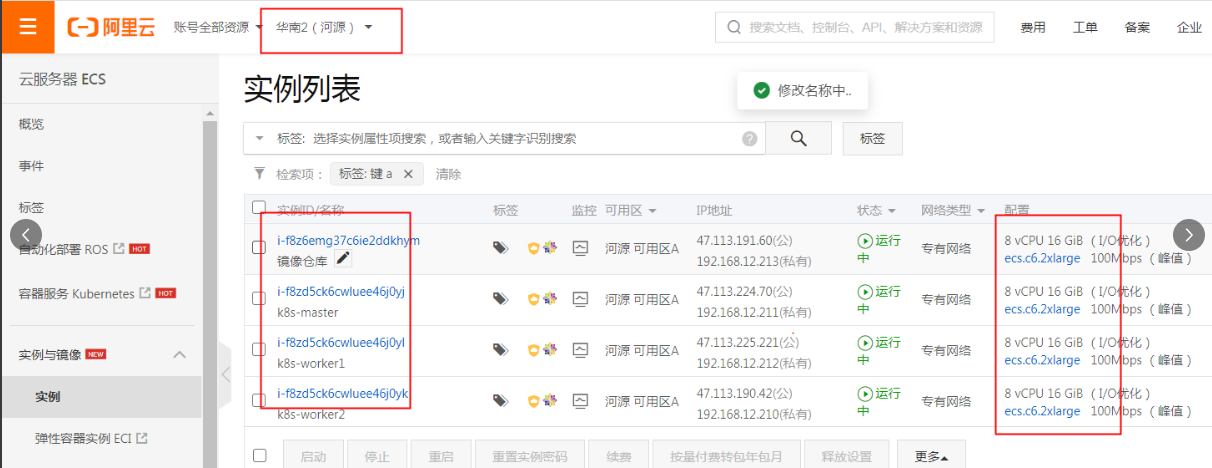 阿里云 账号全部资源 华南2（河源） 搜索文档、控制台、API、解决方案和资源 费用 工单 备案 企业
云服务器 ECS
概览
事件
标签
自动化部署 ROS HOT
容器服务 Kubernetes HOT
实例与镜像 NEW
实例
弹性容器实例 ECI
实例列表
修改名称中..
标签: 选择实例属性项搜索，或者输入关键字识别搜索 ? 标签
检索项： 标签: 键 a × 清除
实例ID/名称 标签 监控 可用区 IP地址 状态 网络类型 配置
i-f8z6emg37c6ie2ddkhym 河源 可用区A 47.113.191.60(公) 运行中 专有网络 8 vCPU 16 GiB （I/O优化）
镜像仓库 192.168.12.213(私有) ecs.c6.2xlarge 100Mbps （峰值）
i-f8zd5ck6cwluee46j0yj 河源 可用区A 47.113.224.70(公) 运行中 专有网络 8 vCPU 16 GiB （I/O优化）
k8s-master 192.168.12.211(私有) ecs.c6.2xlarge 100Mbps （峰值）
i-f8zd5ck6cwluee46j0yl 河源 可用区A 47.113.225.221(公) 运行中 专有网络 8 vCPU 16 GiB （I/O优化）
k8s-worker1 192.168.12.212(私有) ecs.c6.2xlarge 100Mbps （峰值）
i-f8zd5ck6cwluee46j0yk 河源 可用区A 47.113.190.42(公) 运行中 专有网络 8 vCPU 16 GiB （I/O优化）
k8s-worker2 192.168.12.210(私有) ecs.c6.2xlarge 100Mbps （峰值）
启动 停止 重启 重置实例密码 续费 按量付费转包年包月 释放设置 更多